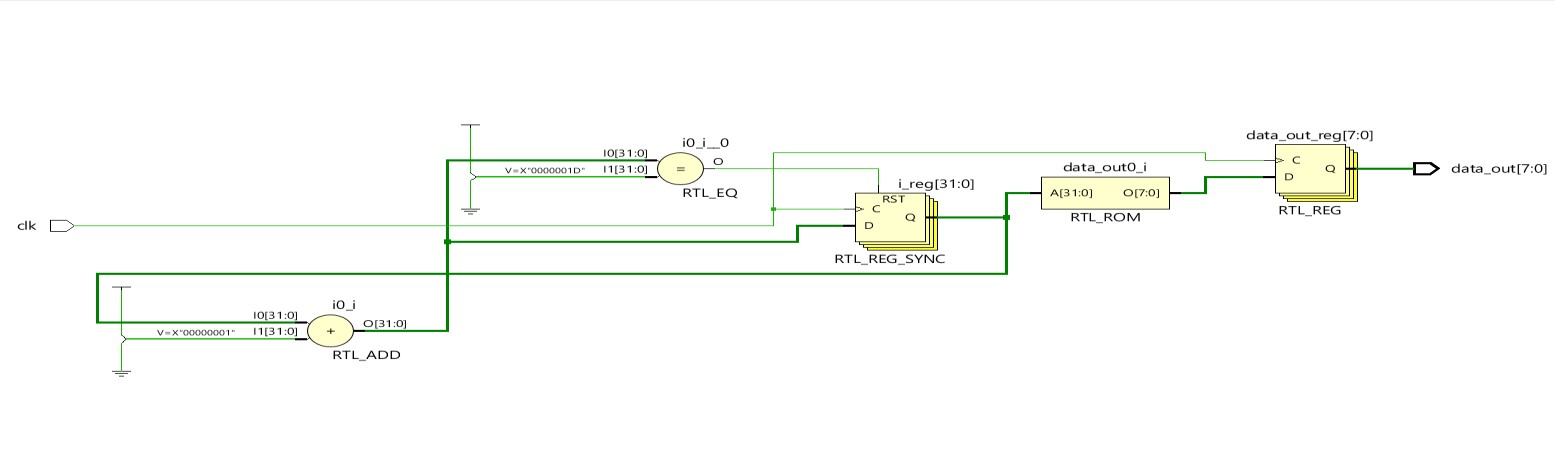 i0_i__0
I0[31:0]
V=X"0000001D"
I1[31:0]
O
=
RTL_EQ
clk
i_reg[31:0]
RST
C
D
Q
RTL_REG_SYNC
data_out0_i
A[31:0]
O[7:0]
RTL_ROM
data_out_reg[7:0]
C
D
Q
RTL_REG
data_out[7:0]
i0_i
I0[31:0]
V=X"00000001"
I1[31:0]
+
O[31:0]
RTL_ADD